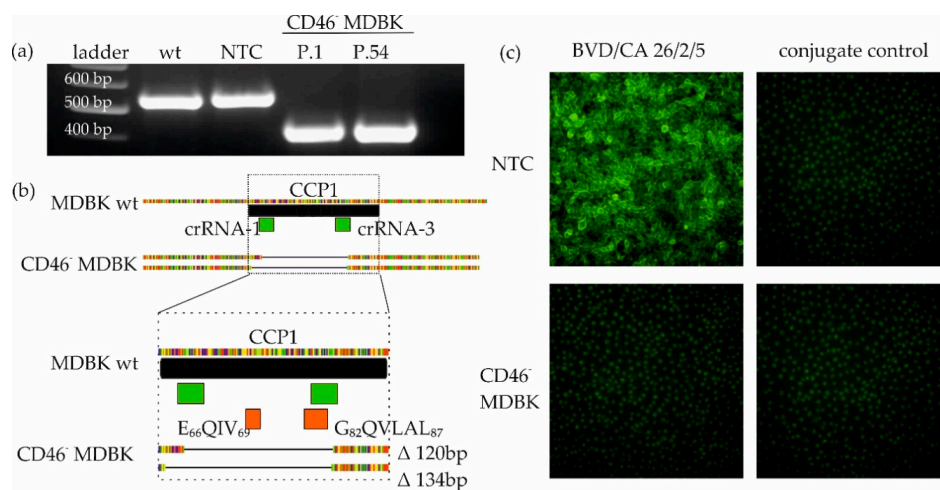 CD46⁻ MDBK
(a) ladder wt NTC P.1 P.54
600 bp
500 bp
400 bp
(b)
CCP1
MDBK wt
crRNA-1 crRNA-3
CD46⁻ MDBK
CCP1
MDBK wt
E₆₆QIV₆₉ G₈₂QVLAL₈₇
CD46⁻ MDBK Δ 120bp
Δ 134bp
(c) BVD/CA 26/2/5 conjugate control
NTC
CD46⁻
MDBK